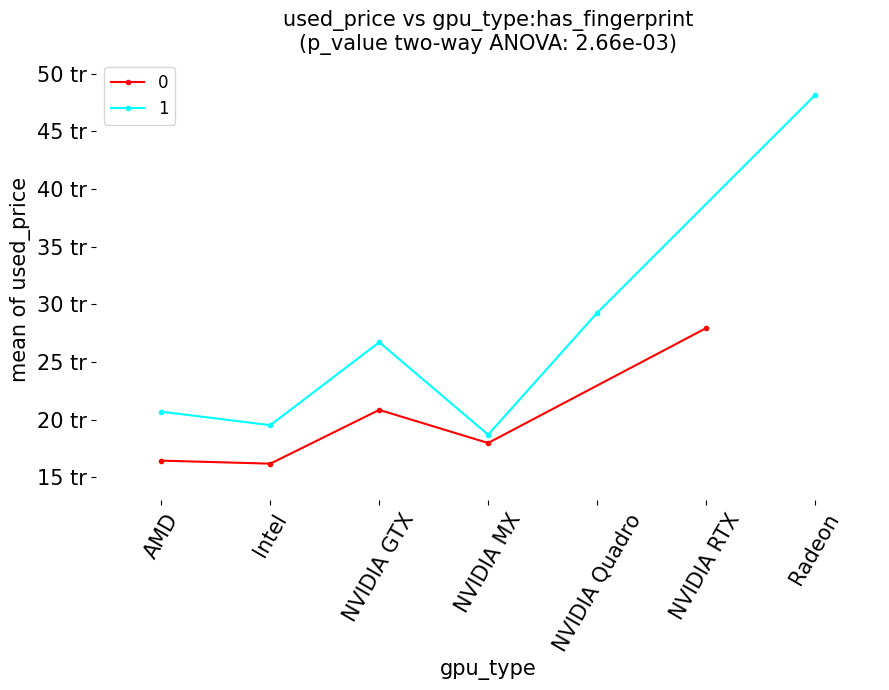 used_price vs gpu_type:has_fingerprint
(p_value two-way ANOVA: 2.66e-03)
0
1
50 tr
45 tr
40 tr
35 tr
30 tr
25 tr
20 tr
15 tr
mean of used_price
AMD
Intel
NVIDIA GTX
NVIDIA MX
NVIDIA Quadro
NVIDIA RTX
Radeon
gpu_type